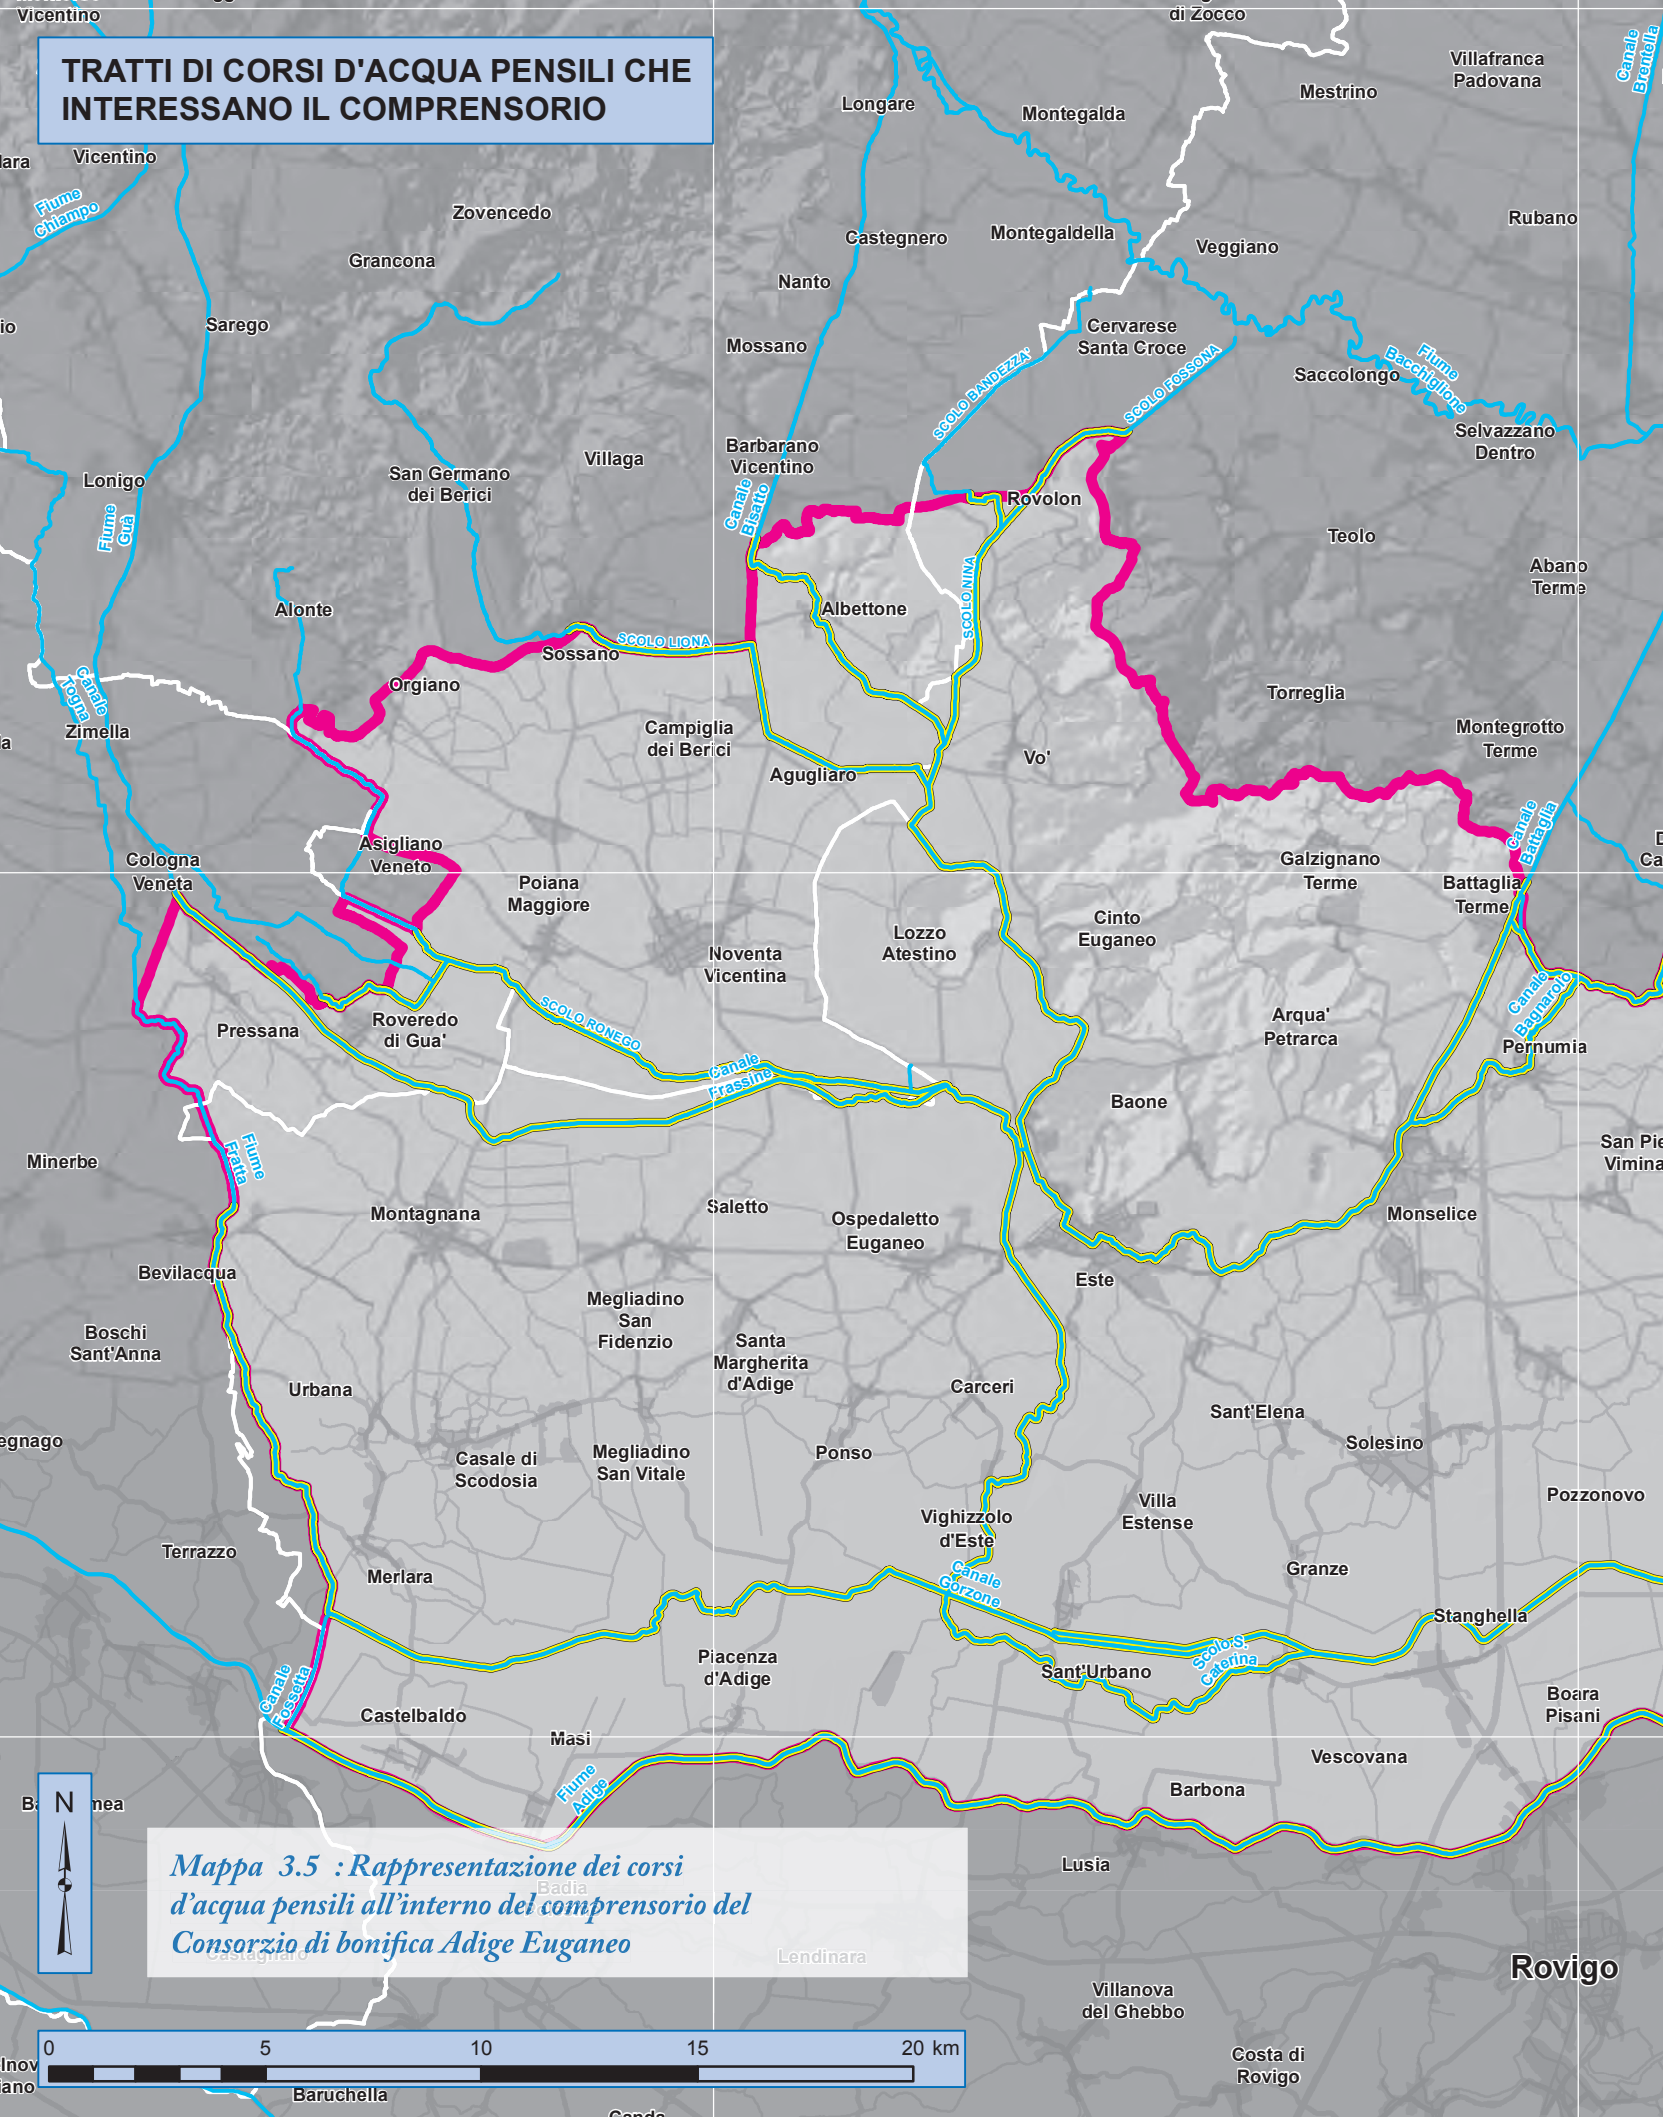 Vicentino
di Zocco
TRATTI DI CORSI D'ACQUA PENSILI CHE
INTERESSANO IL COMPRENSORIO
Canale
Brentella
Villafranca
Padovana
Mestrino
Longare
Montegalda
Vicentino
Fiume
Chiampo
Zovencedo
Rubano
Castegnero
Montegaldella
Veggiano
Grancona
Nanto
Sarego
Mossano
Cervarese
Santa Croce
SCOLO BANDEZZA'
SCOLO FOSSONA
Saccolongo
Fiume
Bacchiglione
Selvazzano
Dentro
Barbarano
Vicentino
Villaga
San Germano
dei Berici
Lonigo
Fiume
Guà
Canale
Bisatto
Rovolon
Teolo
Abano
Terme
Alonte
Albettone
SCOLO NINA
SCOLO LIONA
Sossano
Orgiano
Canale
Togna
Zimella
Torreglia
Montegrotto
Terme
Campiglia
dei Berici
Agugliaro
Vo'
Asigliano
Veneto
Cologna
Veneta
Poiana
Maggiore
Galzignano
Terme
Canale
Battaglia
Battaglia
Terme
Cinto
Euganeo
Lozzo
Atestino
Noventa
Vicentina
SCOLO RONEGO
Pressana
Roveredo
di Gua'
Arqua'
Petrarca
Canale
Bagnarolo
Pernumia
Canale
Frassine
Baone
Minerbe
Fiume
Fratta
San Pie
Vimina
Montagnana
Saletto
Ospedaletto
Euganeo
Monselice
Bevilacqua
Este
Megliadino
San
Fidenzio
Boschi
Sant'Anna
Santa
Margherita
d'Adige
Urbana
Carceri
Sant'Elena
egnago
Solesino
Casale di
Scodosia
Megliadino
San Vitale
Ponso
Pozzonovo
Vighizzolo
d'Este
Villa
Estense
Terrazzo
Merlara
Canale
Gorzone
Granze
Stanghella
Piacenza
d'Adige
Sant'Urbano
Scolo S.
Caterina
Canale
Fossetta
Castelbaldo
Masi
Boara
Pisani
Vescovana
Barbona
Fiume
Adige
N
Lusia
Mappa 3.5 : Rappresentazione dei corsi
d'acqua pensili all'interno del comprensorio del
Consorzio di bonifica Adige Euganeo
Badia
Castagnaro
Lendinara
Rovigo
Villanova
del Ghebbo
0 5 10 15 20 km
Costa di
Rovigo
Baruchella